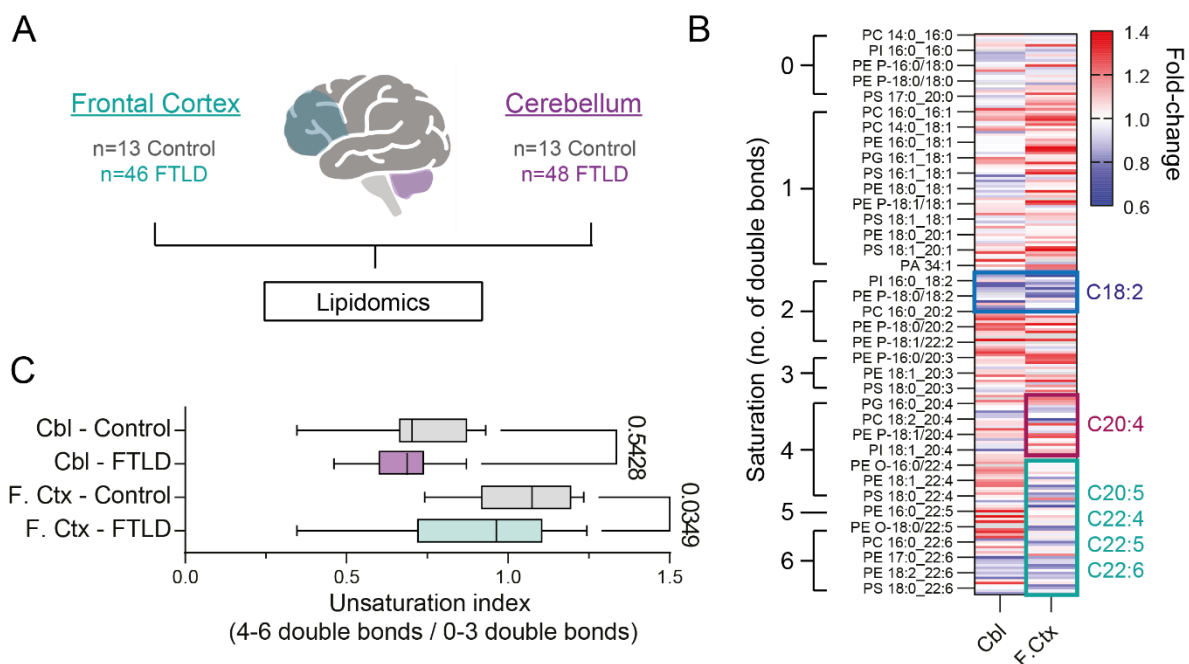 A
Frontal Cortex
n=13 Control
n=46 FTLD
Cerebellum
n=13 Control
n=48 FTLD
Lipidomics
B
Saturation (no. of double bonds)
0
1
2
3
4
5
6
PC 14:0_16:0
PI 16:0_16:0
PE P-16:0/18:0
PE P-18:0/18:0
PS 17:0_20:0
PC 16:0_16:1
PC 14:0_18:1
PE 16:0_18:1
PG 16:1_18:1
PS 16:1_18:1
PE 18:0_18:1
PE P-18:1/18:1
PS 18:1_18:1
PE 18:0_20:1
PS 18:1_20:1
PA 34:1
PI 16:0_18:2
PE P-18:0/18:2
PC 16:0_20:2
PE P-18:0/20:2
PE P-18:1/22:2
PE P-16:0/20:3
PE 18:1_20:3
PS 18:0_20:3
PG 16:0_20:4
PC 18:2_20:4
PE P-18:1/20:4
PI 18:1_20:4
PE O-16:0/22:4
PE 18:1_22:4
PS 18:0_22:4
PE 16:0_22:5
PE O-18:0/22:5
PC 16:0_22:6
PE 17:0_22:6
PE 18:2_22:6
PS 18:0_22:6
Cbl
F.Ctx
C18:2
C20:4
C20:5
C22:4
C22:5
C22:6
1.4
1.2
1.0
0.8
0.6
Fold-change
C
Cbl - Control
Cbl - FTLD
F. Ctx - Control
F. Ctx - FTLD
0.5428
0.0349
0.0
0.5
1.0
1.5
Unsaturation index
(4-6 double bonds / 0-3 double bonds)